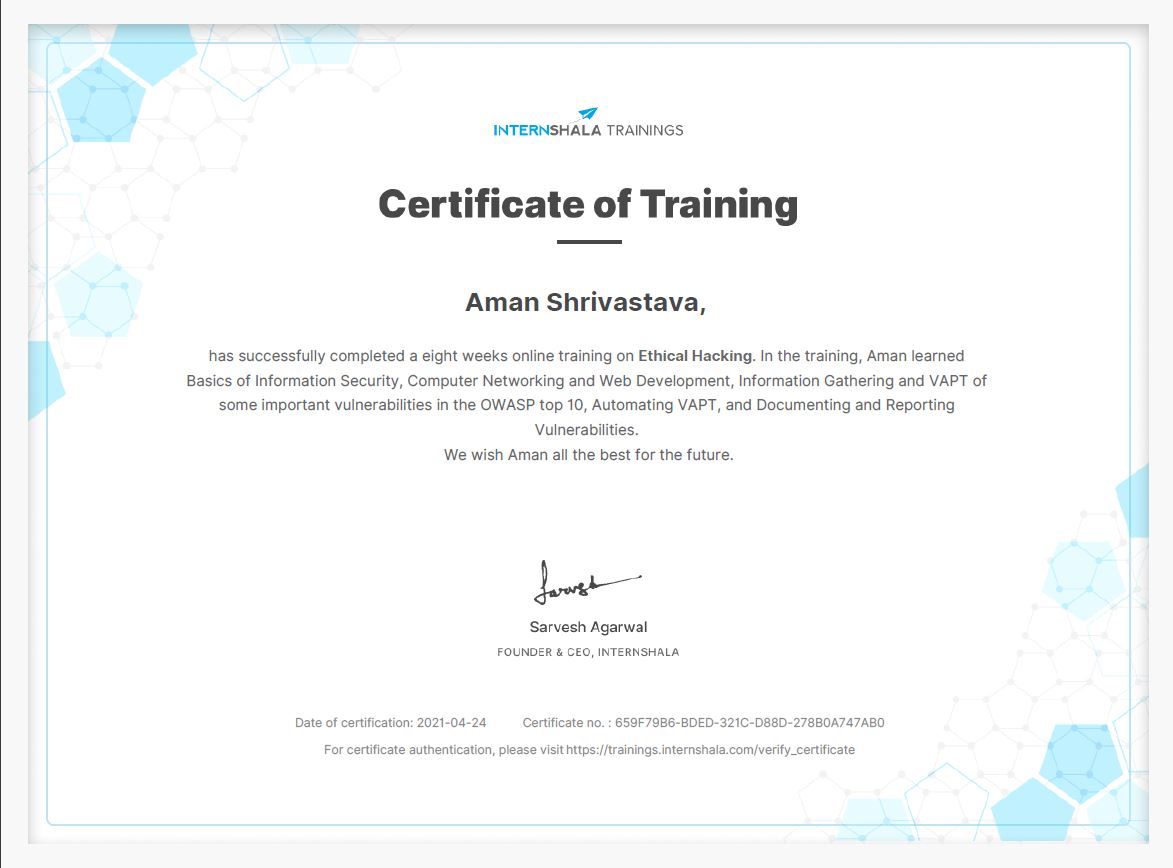 INTERNSHALA TRAININGS
Certificate of Training
Aman Shrivastava,
has successfully completed a eight weeks online training on Ethical Hacking. In the training, Aman learned
Basics of Information Security, Computer Networking and Web Development, Information Gathering and VAPT of
some important vulnerabilities in the OWASP top 10, Automating VAPT, and Documenting and Reporting
Vulnerabilities.
We wish Aman all the best for the future.
Sarvesh
Sarvesh Agarwal
FOUNDER & CEO, INTERNSHALA
Date of certification: 2021-04-24 Certificate no. : 659F79B6-BDED-321C-D88D-278B0A747AB0
For certificate authentication, please visit https://trainings.internshala.com/verify_certificate